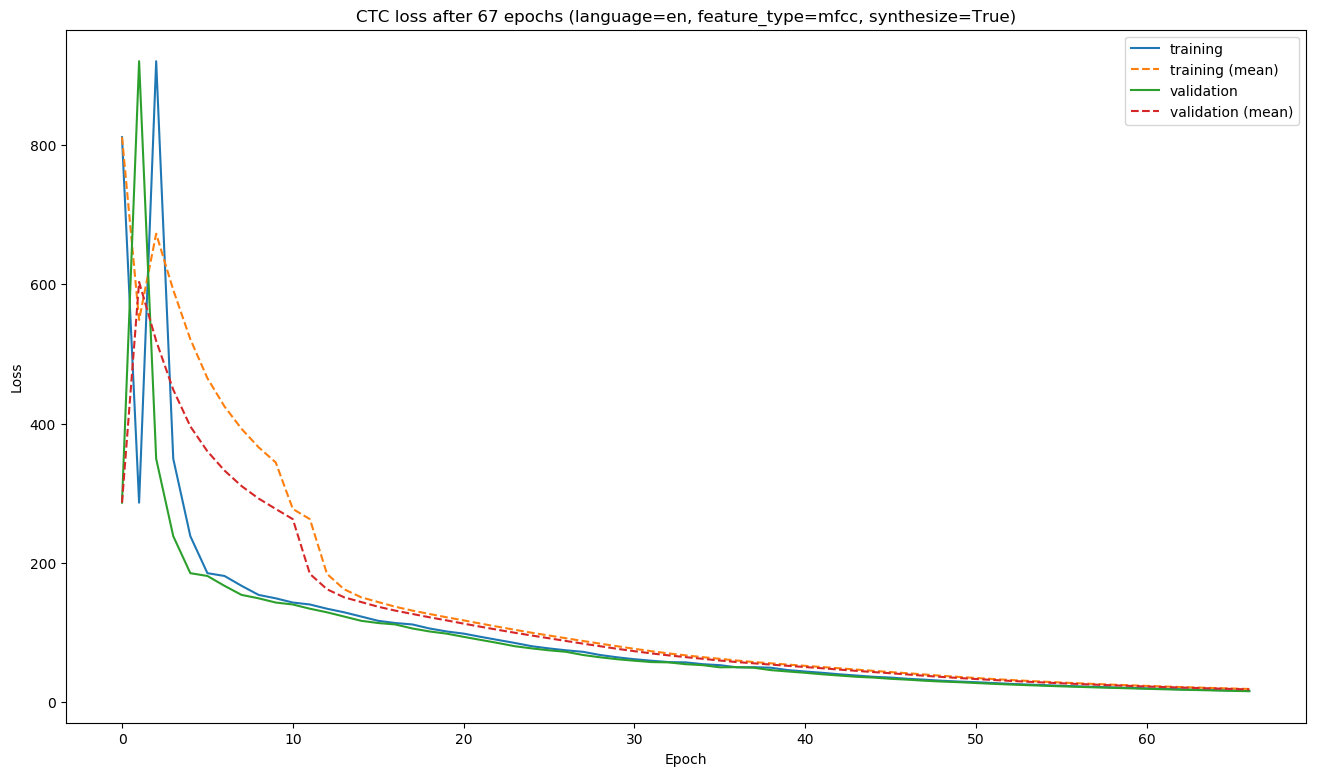 CTC loss after 67 epochs (language=en, feature_type=mfcc, synthesize=True)
training
training (mean)
validation
validation (mean)
Loss
800
600
400
200
0
0 10 20 30 40 50 60
Epoch